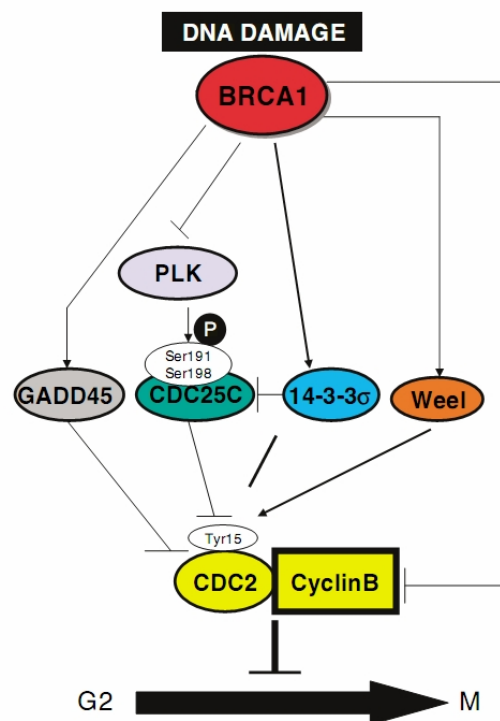 DNA DAMAGE
BRCA1
PLK
P
Ser191
Ser198
GADD45
CDC25C
14-3-3σ
Weel
Tyr15
CDC2
CyclinB
G2
M